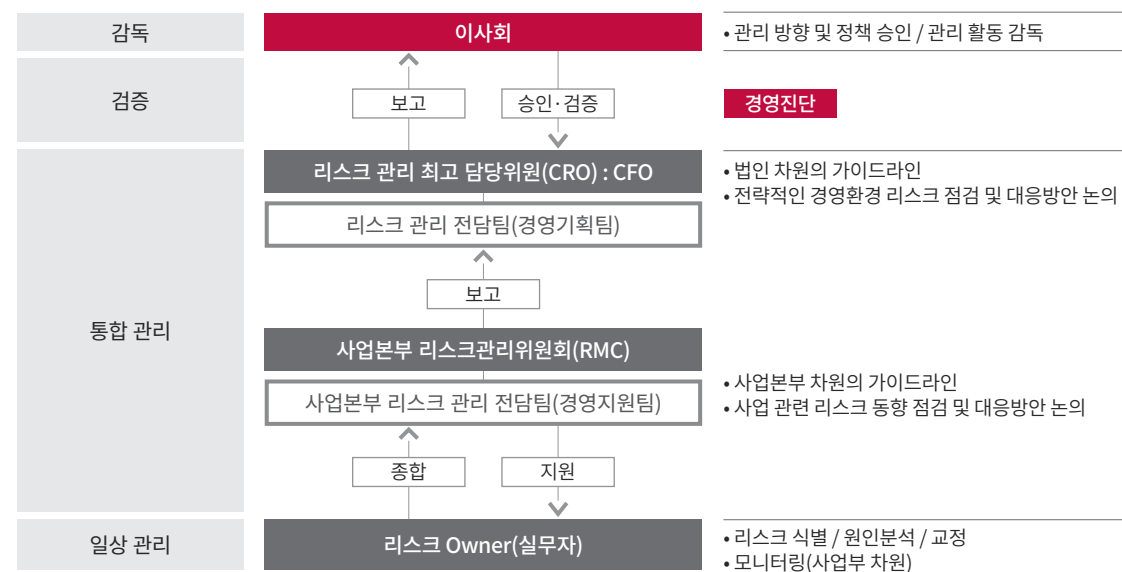 감독
이사회
• 관리 방향 및 정책 승인 / 관리 활동 감독
검증
보고
승인·검증
경영진단
리스크 관리 최고 담당위원(CRO) : CFO
• 법인 차원의 가이드라인
• 전략적인 경영환경 리스크 점검 및 대응방안 논의
리스크 관리 전담팀(경영기획팀)
보고
통합 관리
사업본부 리스크관리위원회(RMC)
사업본부 리스크 관리 전담팀(경영지원팀)
• 사업본부 차원의 가이드라인
• 사업 관련 리스크 동향 점검 및 대응방안 논의
종합
지원
일상 관리
리스크 Owner(실무자)
• 리스크 식별 / 원인분석 / 교정
• 모니터링(사업부 차원)